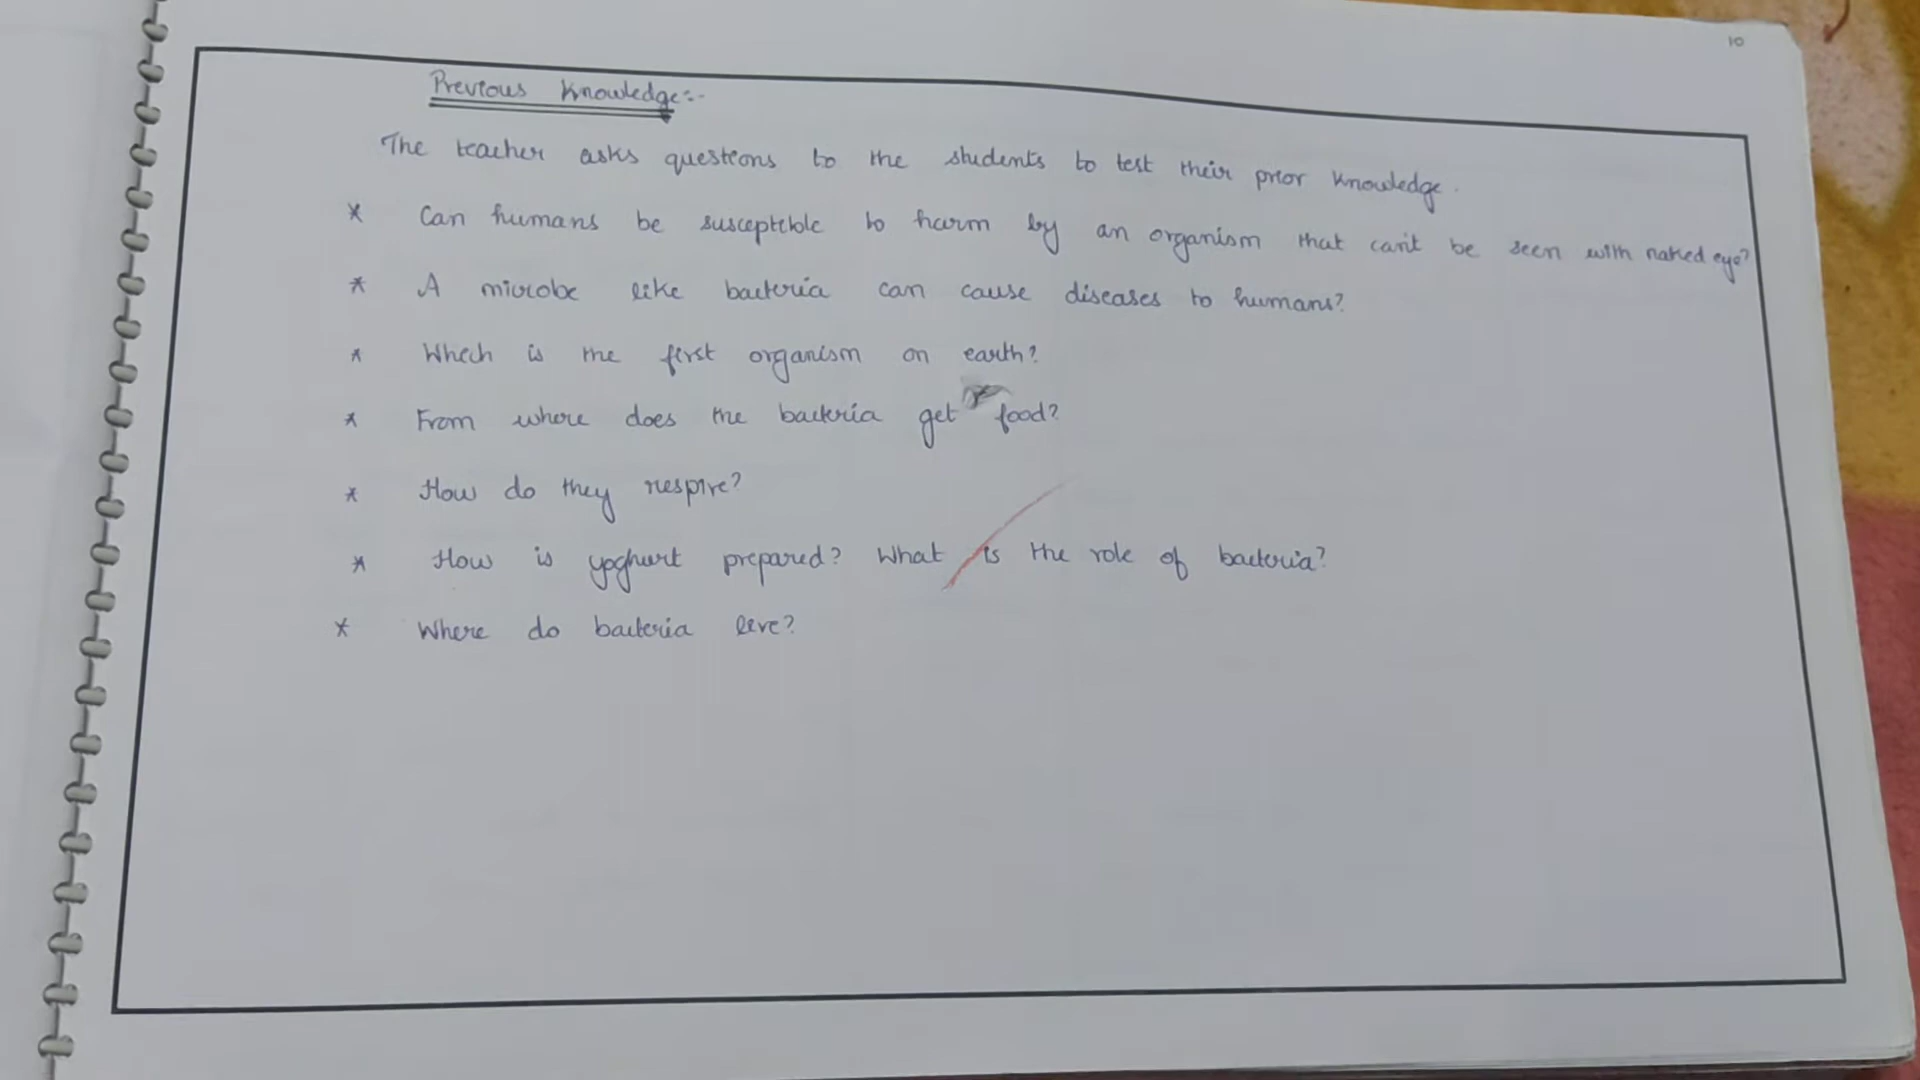 10
Previous Knowledge:-
The teacher asks questions to the students to test their prior knowledge.
* Can humans be susceptible to harm by an organism that can't be seen with naked eye?
* A microbe like bacteria can cause diseases to humans?
* Which is the first organism on earth?
* From where does the bacteria get food?
* How do they respire?
* How is yoghurt prepared? What is the role of bacteria?
* Where do bacteria live?